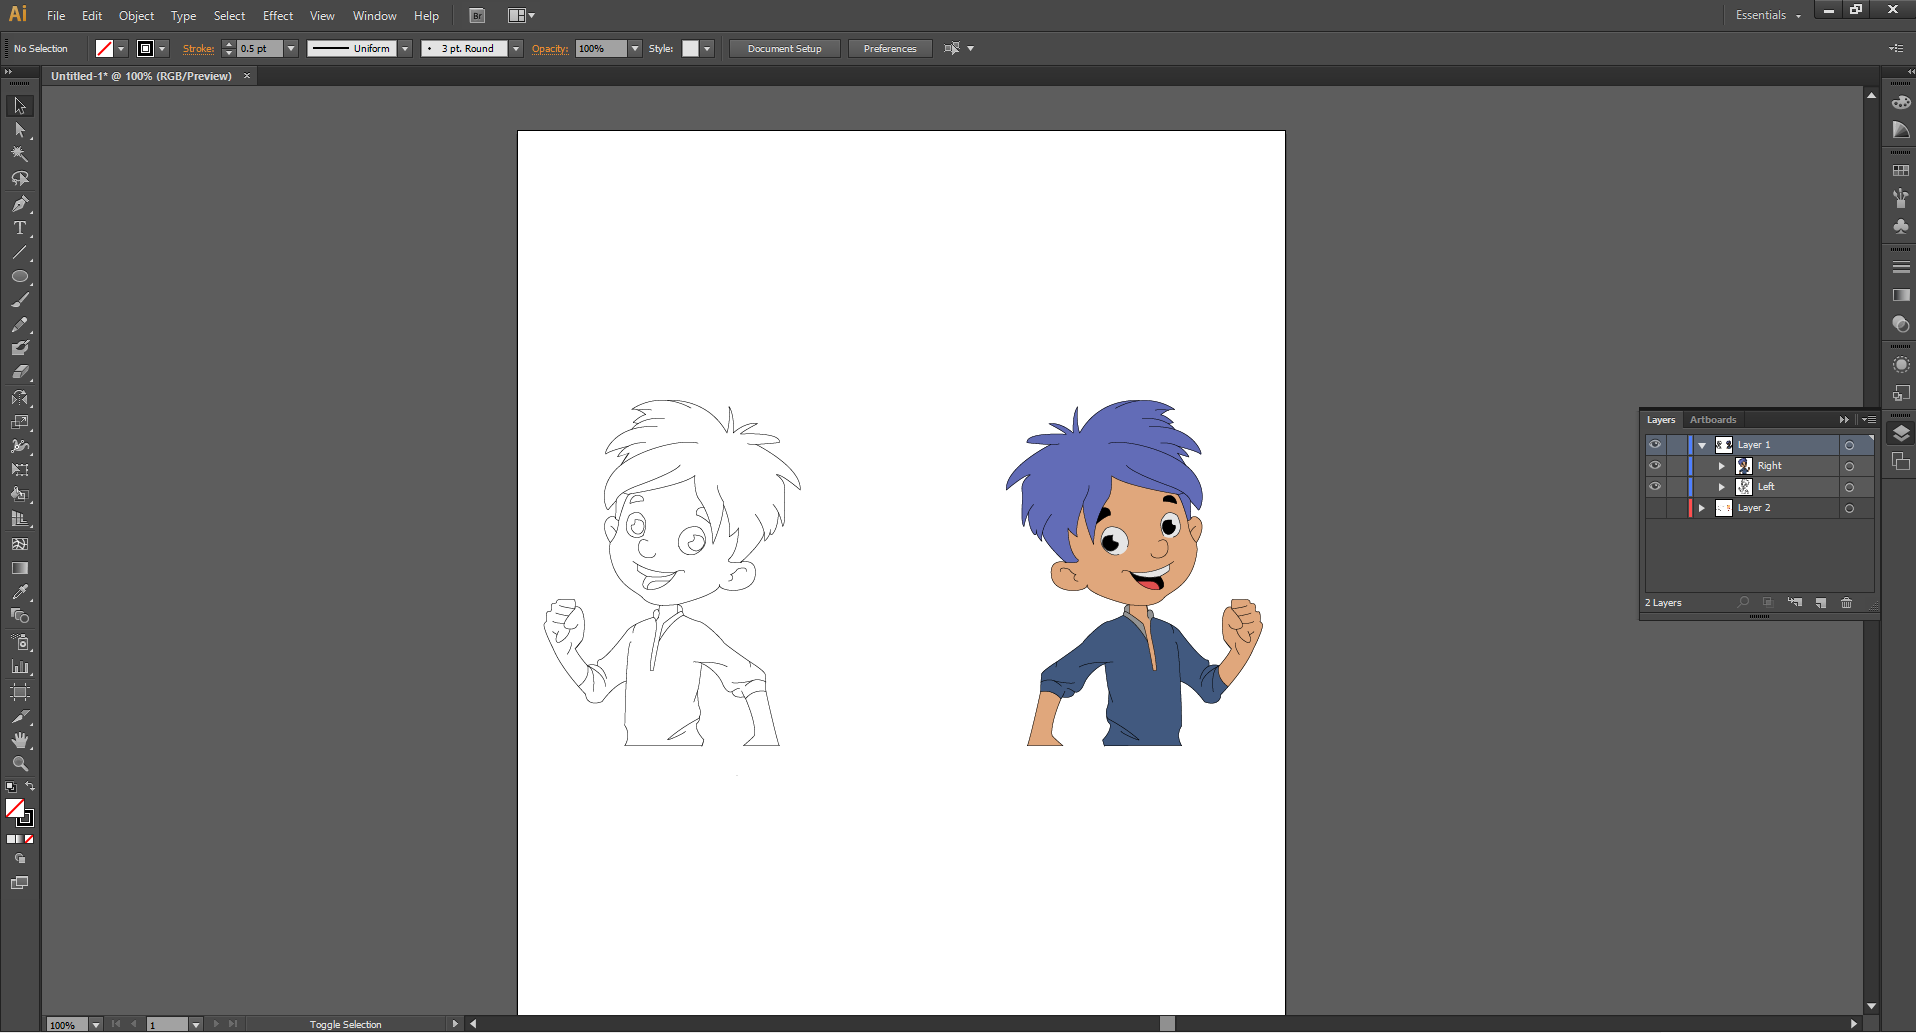 Ai File Edit Object Type Select Effect View Window Help Br Essentials
No Selection Stroke: 0.5 pt Uniform 3 pt. Round Opacity: 100% Style: Document Setup Preferences
Untitled-1* @ 100% (RGB/Preview) ×
Layers Artboards
Layer 1
Right
Left
Layer 2
2 Layers
100% 1 Toggle Selection